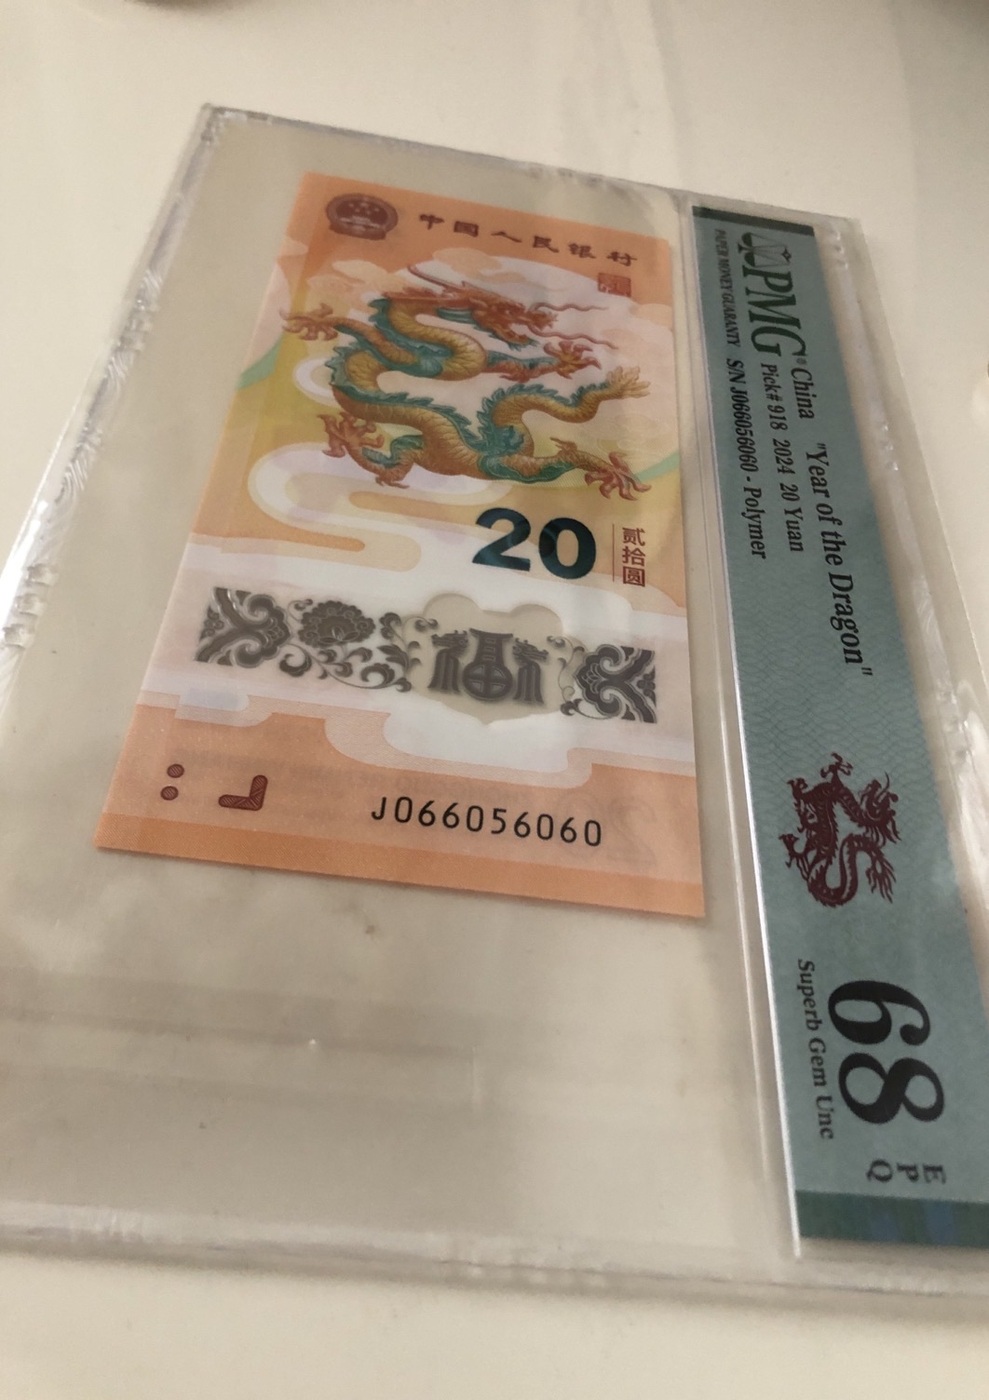 中国人民银行
20
贰拾圆
福
J066056060
PMG®
PAPER MONEY GUARANTY
China "Year of the Dragon"
Pick# 918 2024 20 Yuan
S/N J066056060 - Polymer
68
EPQ
Superb Gem Unc